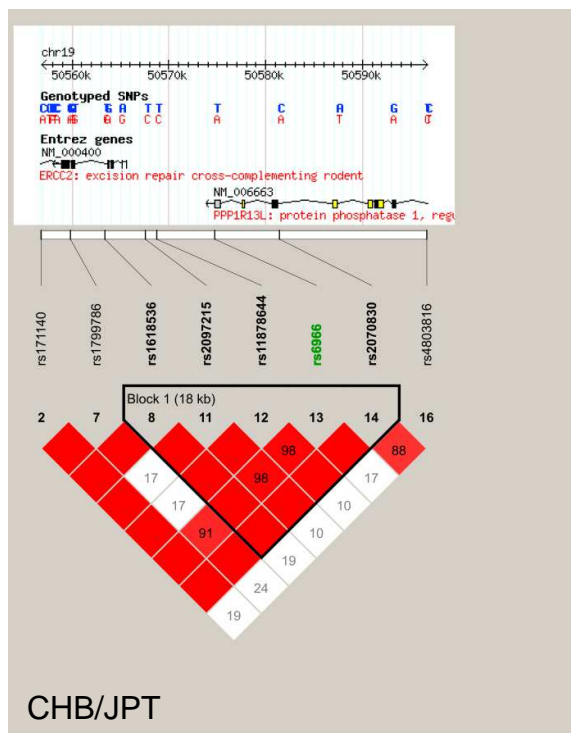 chr19
50560k 50570k 50580k 50590k
Genotyped SNPs
T G A T T T C A G
A G C C A A T A
Entrez genes
NM_000400
ERCC2: excision repair cross-complementing rodent
NM_006663
PPP1R13L: protein phosphatase 1, regu
rs171140 rs1799786 rs1618536 rs2097215 rs11878644 rs6966 rs2070830 rs4803816
Block 1 (18 kb)
2 7 8 11 12 13 14 16
98 88
17 98 17
17 10
91 10
19
24
19
CHB/JPT